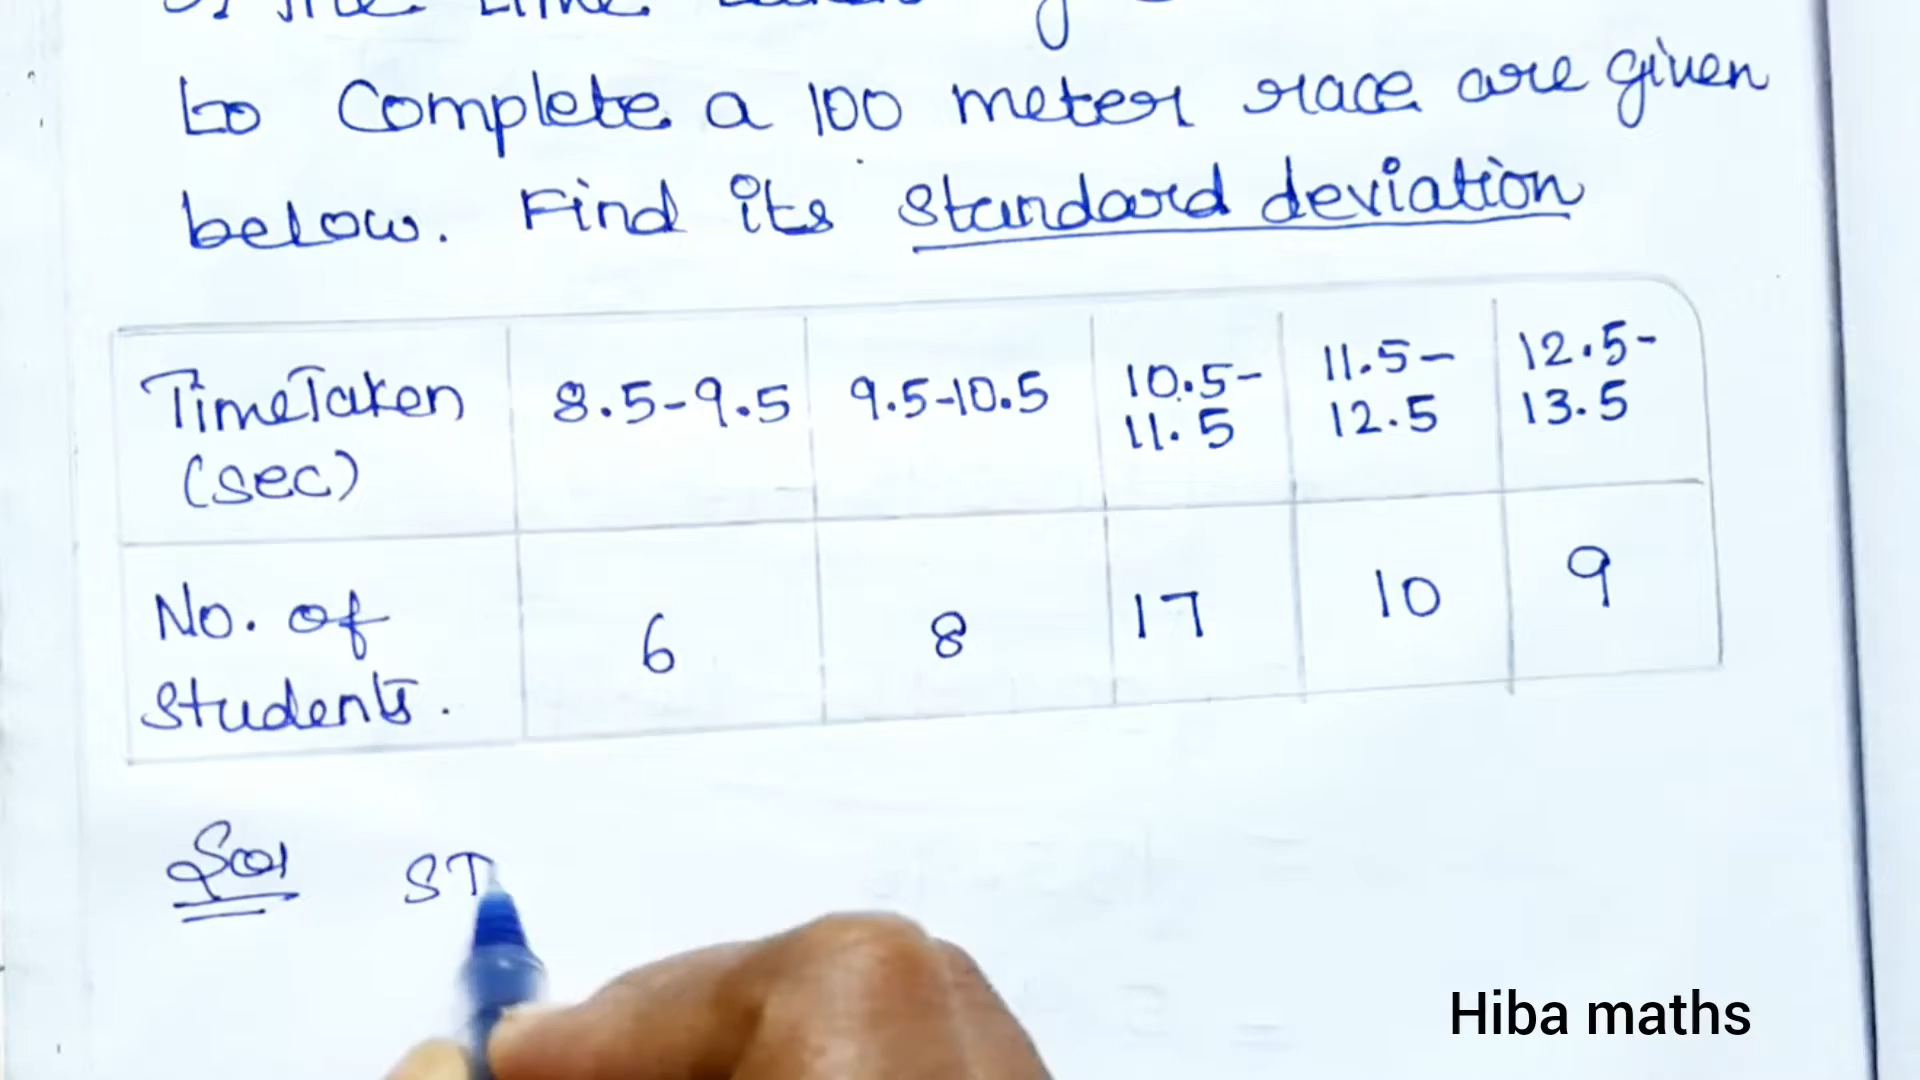 to complete a 100 meter race are given
below. Find its standard deviation
Time Taken (sec) 8.5-9.5 9.5-10.5 10.5-11.5 11.5-12.5 12.5-13.5
No. of students. 6 8 17 10 9
Sol ST
Hiba maths